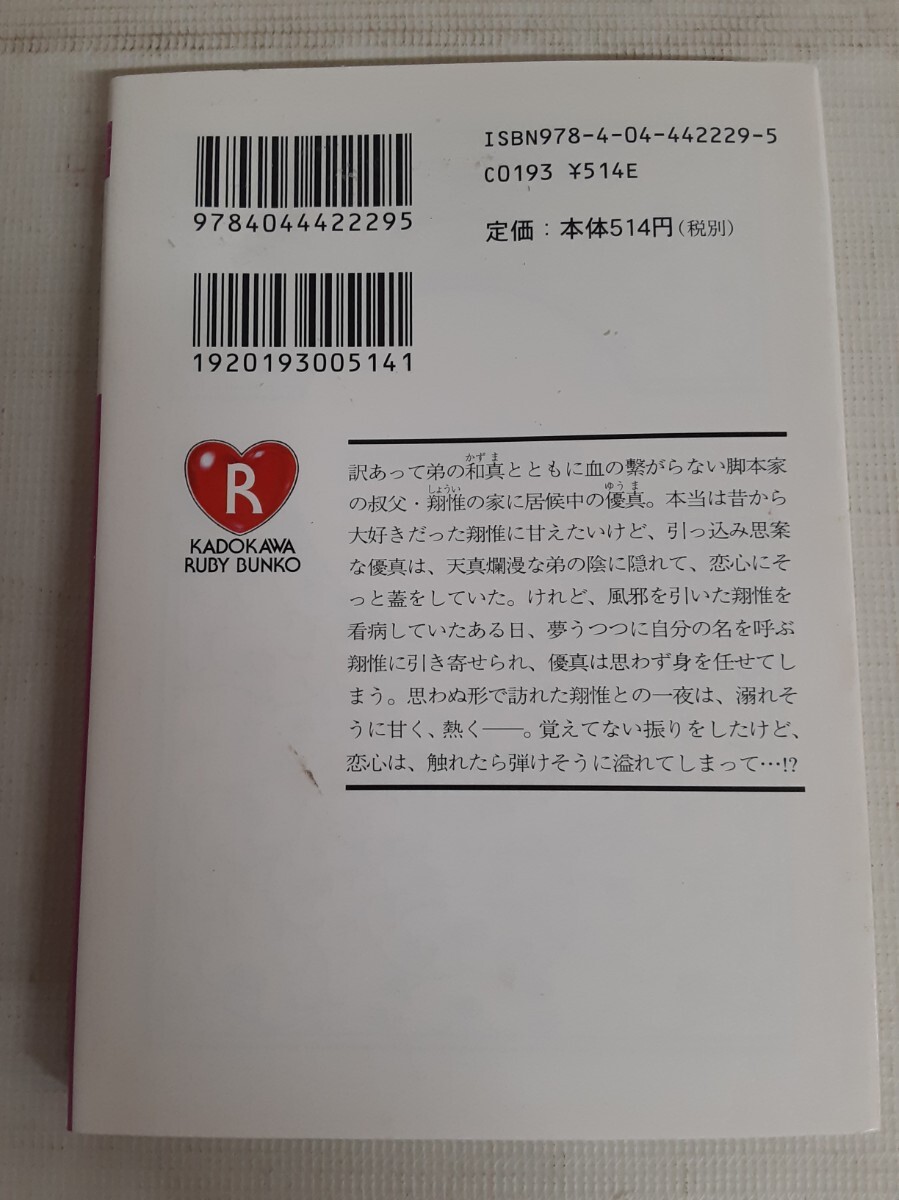 ISBN978-4-04-442229-5
C0193 ¥514E
定価：本体514円（税別）
9784044422295
1920193005141
R
KADOKAWA
RUBY BUNKO
かずま
訳あって弟の和真とともに血の繋がらない脚本家
しょうい ゆうま
の叔父・翔惟の家に居候中の優真。本当は昔から
大好きだった翔惟に甘えたいけど、引っ込み思案
な優真は、天真爛漫な弟の陰に隠れて、恋心にそ
っと蓋をしていた。けれど、風邪を引いた翔惟を
看病していたある日、夢うつつに自分の名を呼ぶ
翔惟に引き寄せられ、優真は思わず身を任せてし
まう。思わぬ形で訪れた翔惟との一夜は、溺れそ
うに甘く、熱く――。覚えてない振りをしたけど、
恋心は、触れたら弾けそうに溢れてしまって…!?